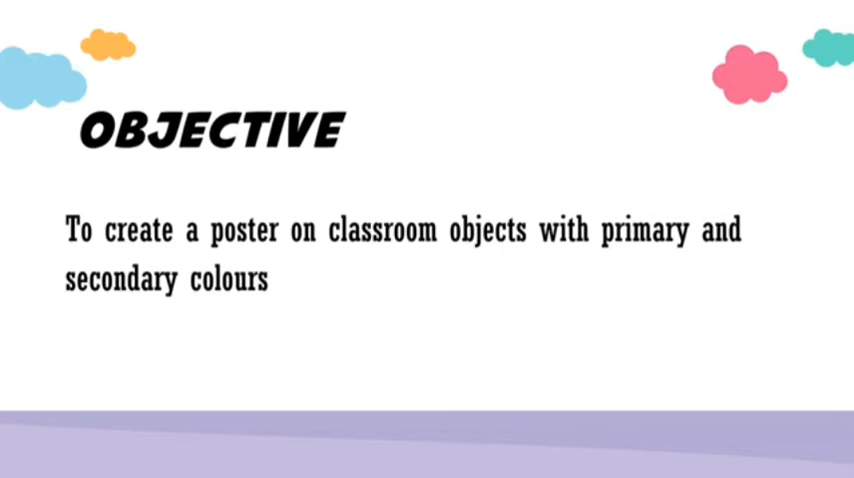 OBJECTIVE
To create a poster on classroom objects with primary and
secondary colours